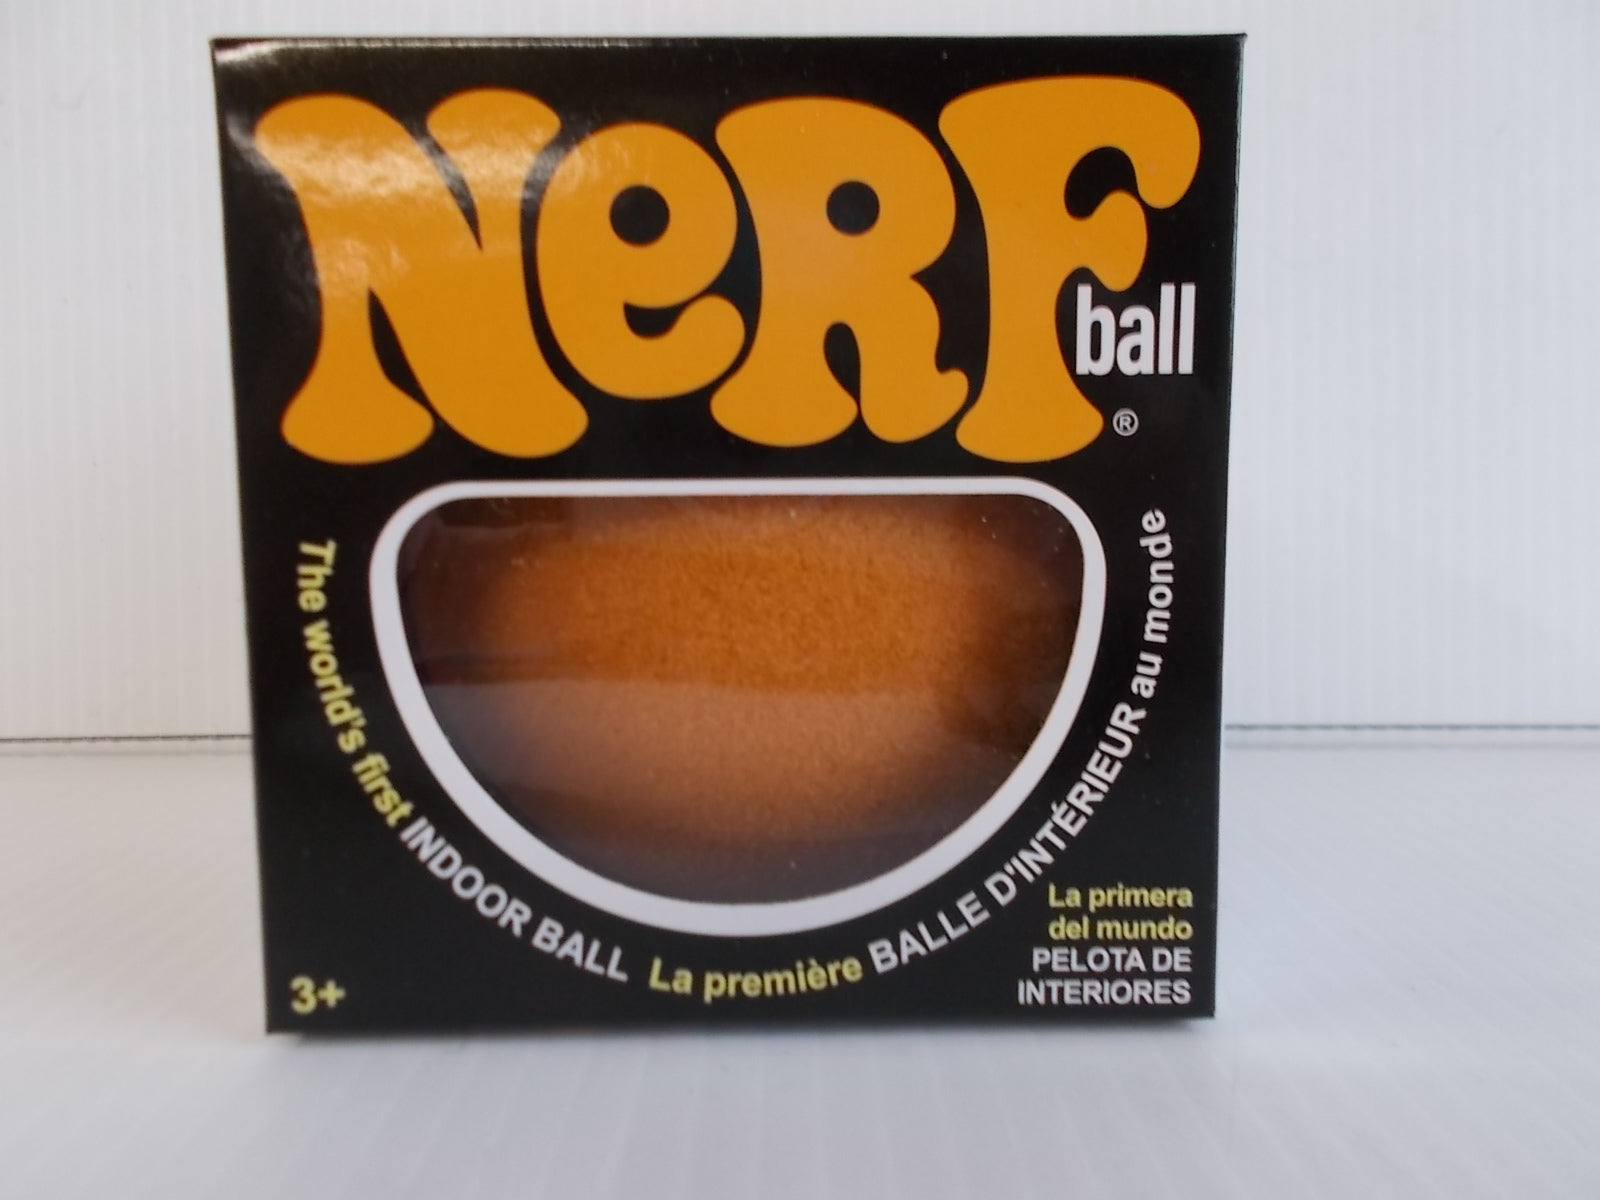 NeRF
ball
®
The world's first INDOOR BALL La première BALLE D'INTÉRIEUR au monde
La primera
del mundo
PELOTA DE
INTERIORES
3+